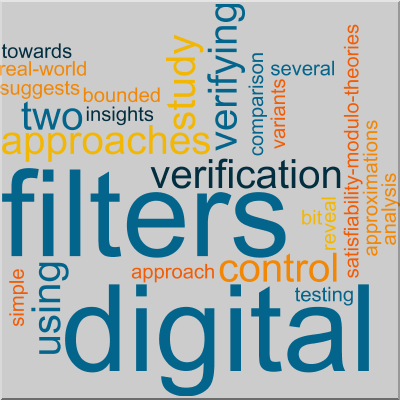 towards
real-world
suggests
bounded
two
insights
approaches
study
verifying
comparison
variants
several
satisfiability-modulo-theories
approximations
analysis
verification
filters
bit
reveal
approach
control
simple
using
testing
digital